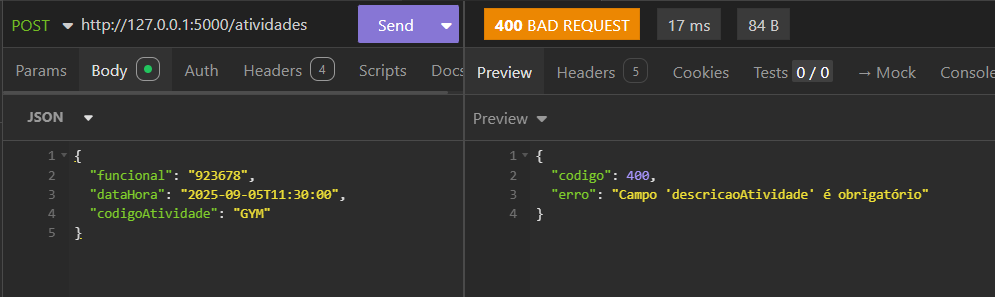 POST http://127.0.0.1:5000/atividades Send
400 BAD REQUEST 17 ms 84 B
Params Body Auth Headers 4 Scripts Docs
Preview Headers 5 Cookies Tests 0 / 0 → Mock Console
JSON
Preview
1 {
2 "funcional": "923678",
3 "dataHora": "2025-09-05T11:30:00",
4 "codigoAtividade": "GYM"
5 }
1 {
2 "codigo": 400,
3 "erro": "Campo 'descricaoAtividade' é obrigatório"
4 }